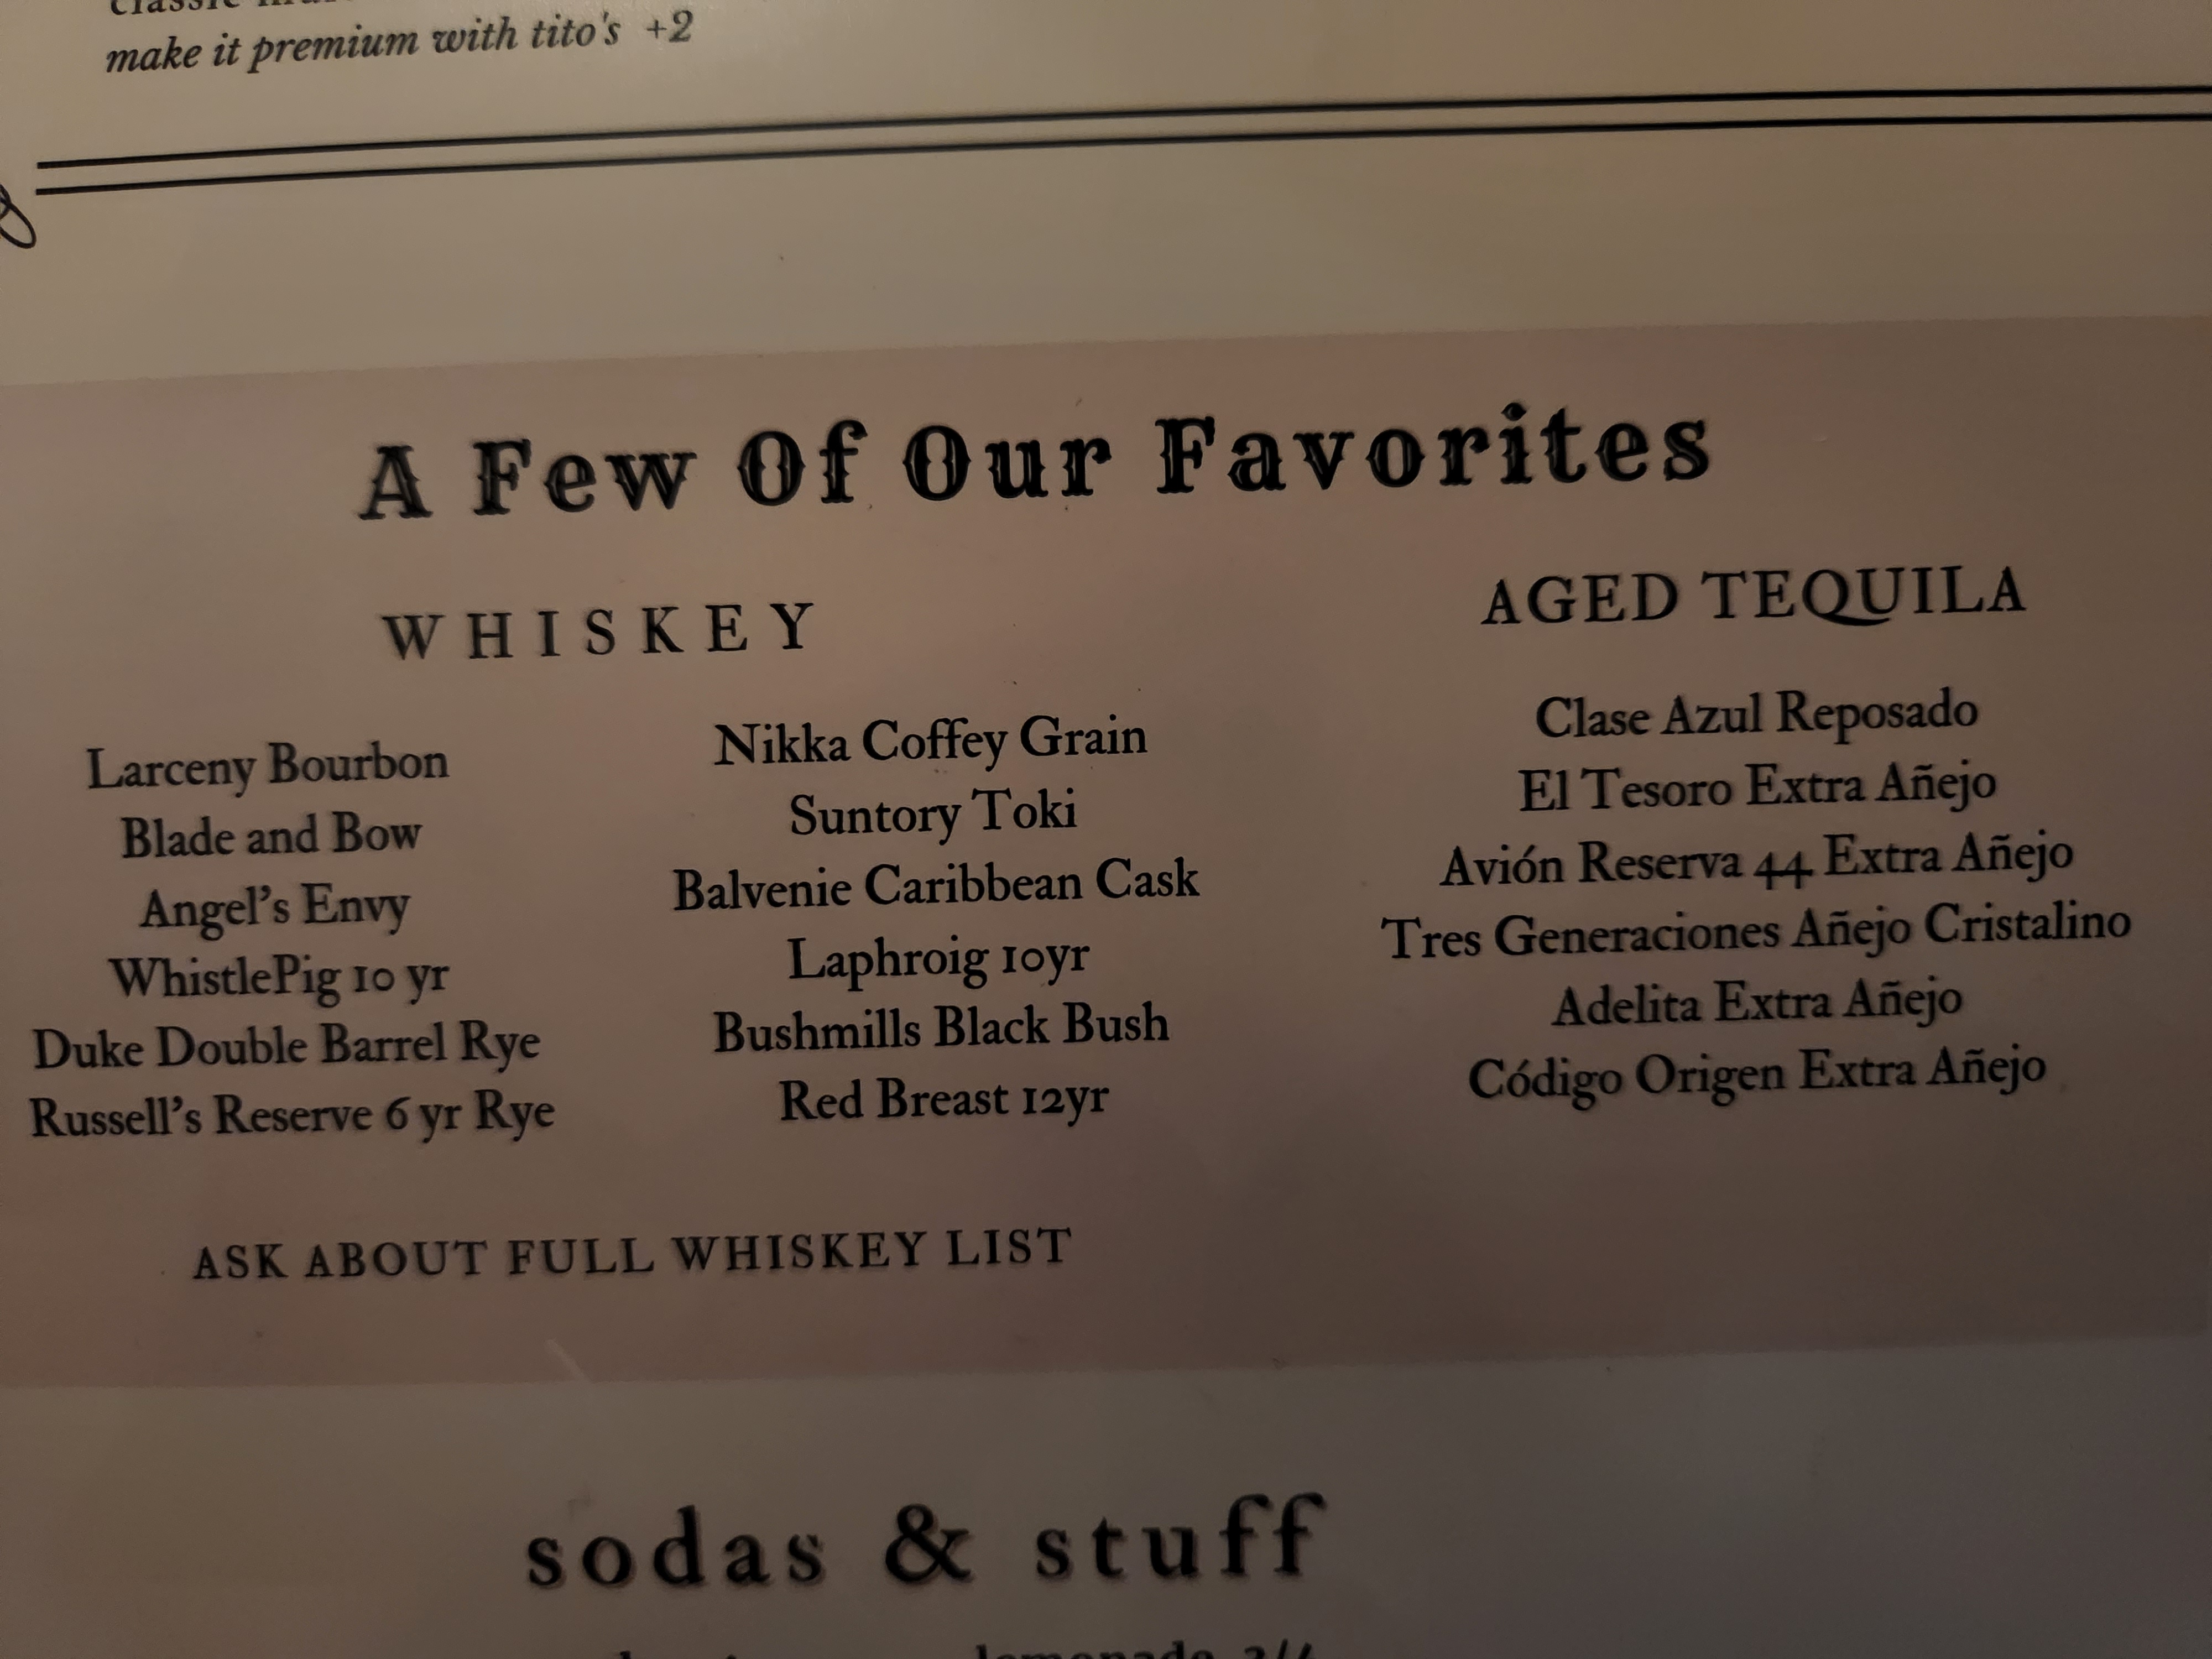 make it premium with tito's +2
A Few Of Our Favorites
WHISKEY
Larceny Bourbon
Blade and Bow
Angel's Envy
WhistlePig 10 yr
Duke Double Barrel Rye
Russell's Reserve 6 yr Rye
Nikka Coffey Grain
Suntory Toki
Balvenie Caribbean Cask
Laphroig 10yr
Bushmills Black Bush
Red Breast 12yr
ASK ABOUT FULL WHISKEY LIST
AGED TEQUILA
Clase Azul Reposado
El Tesoro Extra Añejo
Avión Reserva 44 Extra Añejo
Tres Generaciones Añejo Cristalino
Adelita Extra Añejo
Código Origen Extra Añejo
sodas & stuff
lemonade